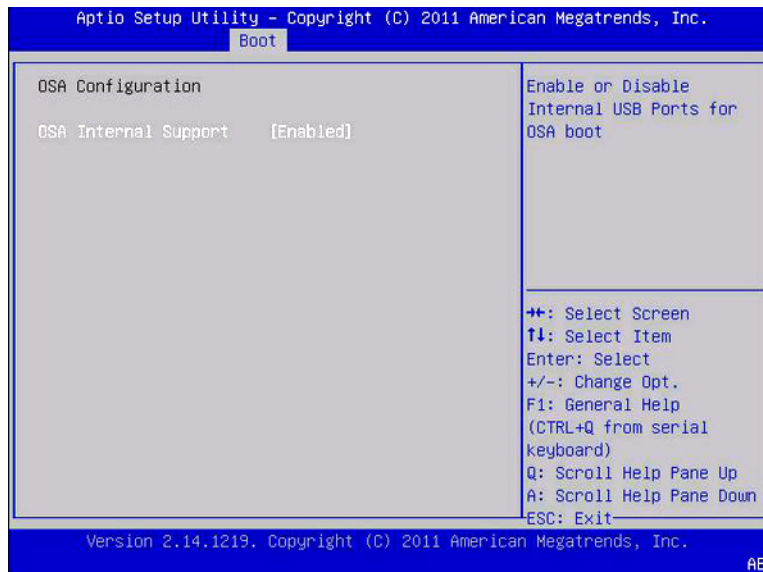 Aptio Setup Utility – Copyright (C) 2011 American Megatrends, Inc.
Boot
OSA Configuration
OSA Internal Support [Enabled]
Enable or Disable
Internal USB Ports for
OSA boot
→←: Select Screen
↑↓: Select Item
Enter: Select
+/-: Change Opt.
F1: General Help
(CTRL+Q from serial
keyboard)
Q: Scroll Help Pane Up
A: Scroll Help Pane Down
ESC: Exit
Version 2.14.1219. Copyright (C) 2011 American Megatrends, Inc.